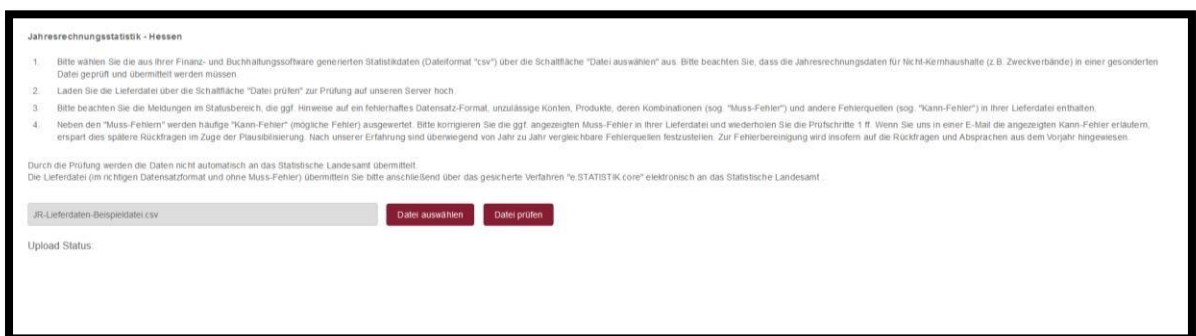 Jahresrechnungsstatistik - Hessen
1. Bitte wählen Sie die aus Ihrer Finanz- und Buchhaltungssoftware generierten Statistikdaten (Dateiformat "csv") über die Schaltfläche "Datei auswählen" aus. Bitte beachten Sie, dass die Jahresrechnungsdaten für Nicht-Kernhaushalte (z.B. Zweckverbände) in einer gesonderten
Datei geprüft und übermittelt werden müssen.
2. Laden Sie die Lieferdatei über die Schaltfläche "Datei prüfen" zur Prüfung auf unseren Server hoch.
3. Bitte beachten Sie die Meldungen im Statusbereich, die ggf. Hinweise auf ein fehlerhaftes Datensatz-Format, unzulässige Konten, Produkte, deren Kombinationen (sog. "Muss-Fehler") und andere Fehlerquellen (sog. "Kann-Fehler") in Ihrer Lieferdatei enthalten.
4. Neben den "Muss-Fehlern" werden häufige "Kann-Fehler" (mögliche Fehler) ausgewertet. Bitte korrigieren Sie die ggf. angezeigten Muss-Fehler in Ihrer Lieferdatei und wiederholen Sie die Prüfschritte 1 ff. Wenn Sie uns in einer E-Mail die angezeigten Kann-Fehler erläutern,
erspart dies spätere Rückfragen im Zuge der Plausibilisierung. Nach unserer Erfahrung sind überwiegend von Jahr zu Jahr vergleichbare Fehlerquellen festzustellen. Zur Fehlerbereinigung wird insofern auf die Rückfragen und Absprachen aus dem Vorjahr hingewiesen.
Durch die Prüfung werden die Daten nicht automatisch an das Statistische Landesamt übermittelt.
Die Lieferdatei (im richtigen Datensatzformat und ohne Muss-Fehler) übermitteln Sie bitte anschließend über das gesicherte Verfahren "e.STATISTIK.core" elektronisch an das Statistische Landesamt.
JR-Lieferdaten-Beispieldatei.csv Datei auswählen Datei prüfen
Upload Status: